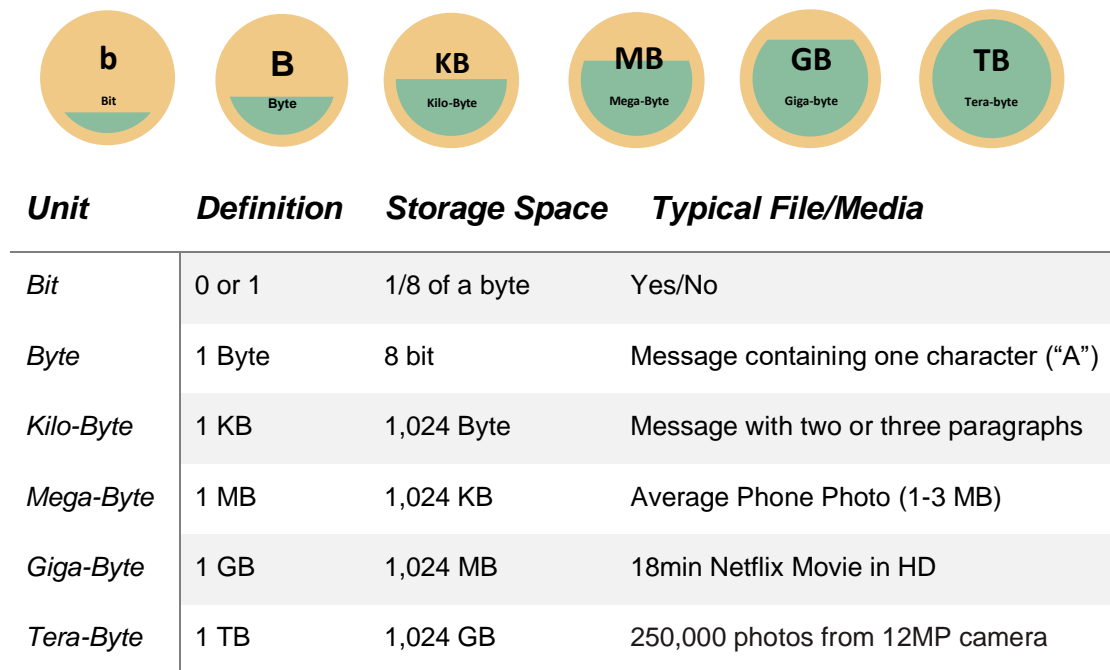 b
Bit
B
Byte
KB
Kilo-Byte
MB
Mega-Byte
GB
Giga-byte
TB
Tera-byte
Unit Definition Storage Space Typical File/Media
Bit 0 or 1 1/8 of a byte Yes/No
Byte 1 Byte 8 bit Message containing one character (“A”)
Kilo-Byte 1 KB 1,024 Byte Message with two or three paragraphs
Mega-Byte 1 MB 1,024 KB Average Phone Photo (1-3 MB)
Giga-Byte 1 GB 1,024 MB 18min Netflix Movie in HD
Tera-Byte 1 TB 1,024 GB 250,000 photos from 12MP camera